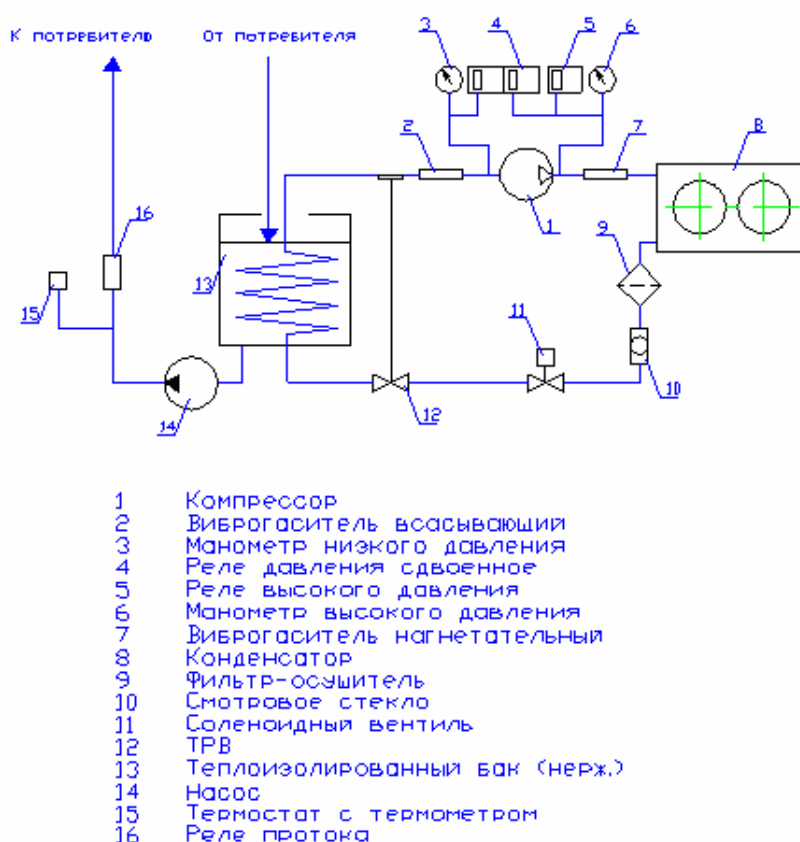 К потребитель От потребителя
3 4 5 6
2 7 8
1
16 9
13
15 11
10
12
14
1 Компрессор
2 Виброгаситель всасывающий
3 Манометр низкого давления
4 Реле давления сдвоенное
5 Реле высокого давления
6 Манометр высокого давления
7 Виброгаситель нагнетательный
8 Конденсатор
9 Фильтр-осушитель
10 Смотровое стекло
11 Соленоидный вентиль
12 ТРВ
13 Теплоизолированный бак (нерж.)
14 Насос
15 Термостат с термометром
16 Реле протока